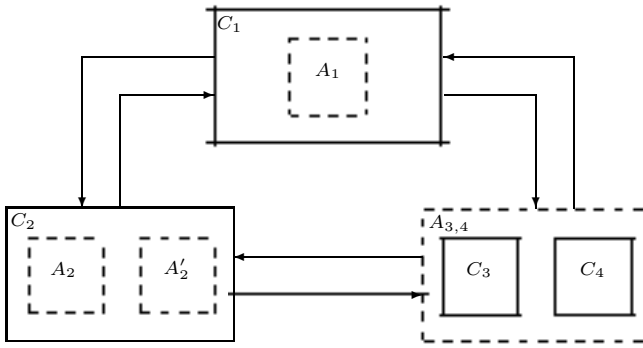 C₁
A₁
C₂
A₂ A′₂
A₃,₄
C₃ C₄